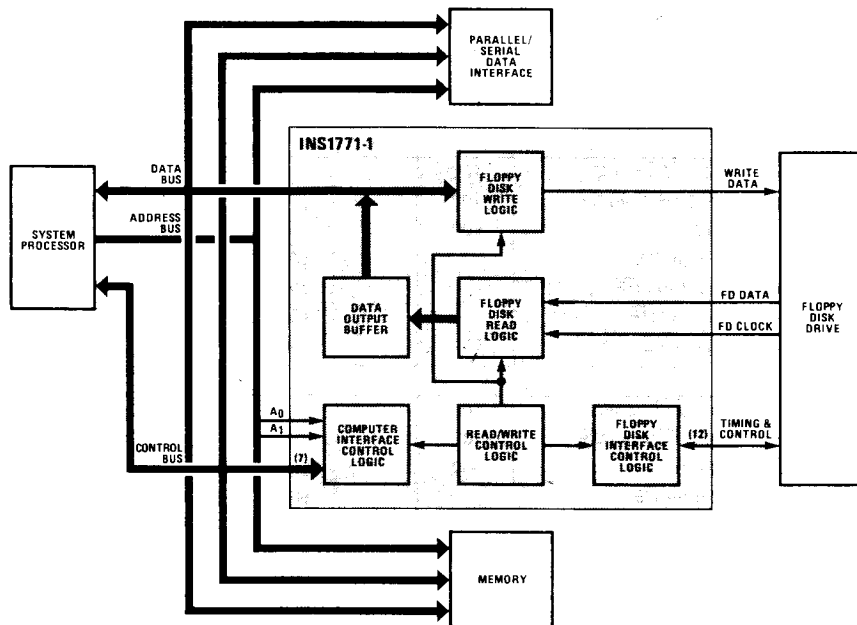 PARALLEL/
SERIAL
DATA
INTERFACE
INS1771-1
DATA
BUS
FLOPPY
DISK
WRITE
LOGIC
WRITE
DATA
SYSTEM
PROCESSOR
ADDRESS
BUS
DATA
OUTPUT
BUFFER
FLOPPY
DISK
READ
LOGIC
FD DATA
FD CLOCK
FLOPPY
DISK
DRIVE
A0
A1
CONTROL
BUS
(7)
COMPUTER
INTERFACE
CONTROL
LOGIC
READ/WRITE
CONTROL
LOGIC
FLOPPY
DISK
INTERFACE
CONTROL
LOGIC
(12)
TIMING &
CONTROL
MEMORY